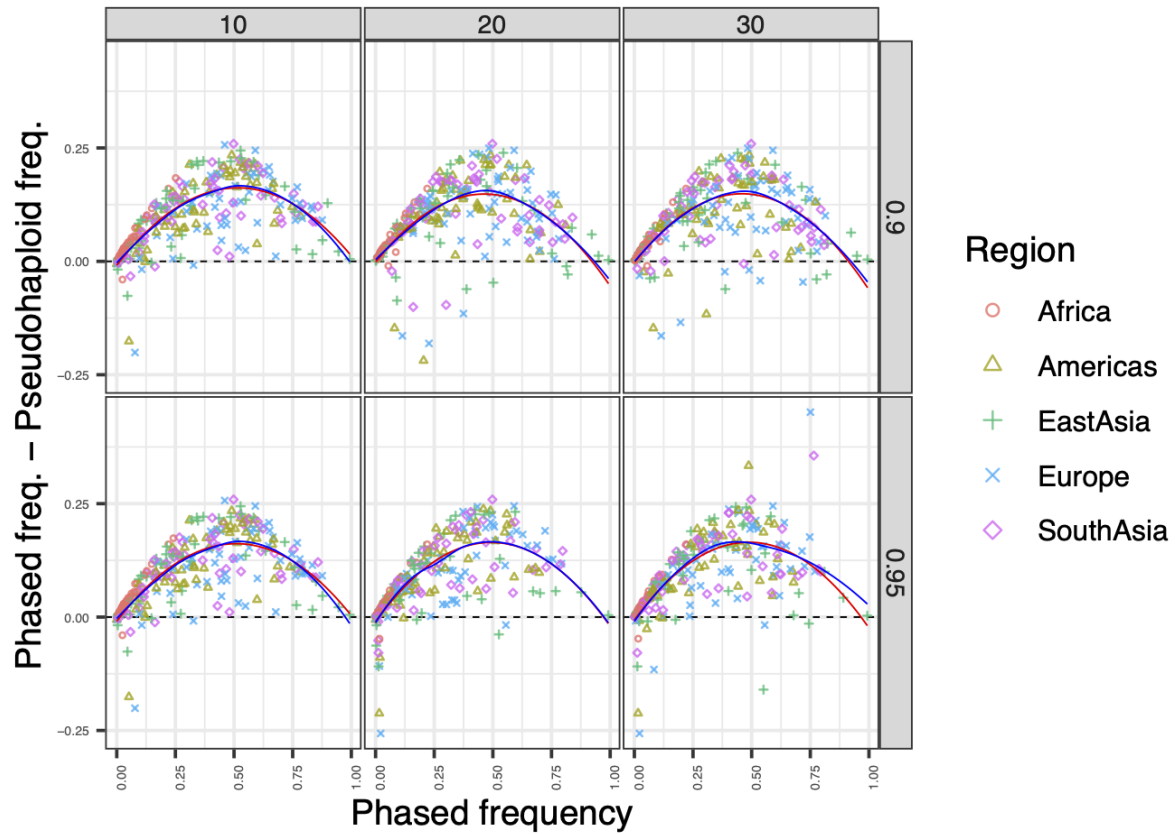 10 20 30
Phased freq. − Pseudohaploid freq.
0.25
0.00
−0.25
0.9
0.25
0.00
−0.25
0.95
0.00 0.25 0.50 0.75 1.00 0.00 0.25 0.50 0.75 1.00 0.00 0.25 0.50 0.75 1.00
Phased frequency
Region
Africa
Americas
EastAsia
Europe
SouthAsia